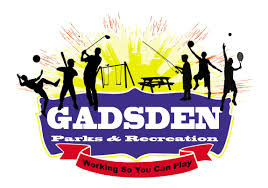 GADSDEN
Parks & Recreation
Working So You Can Play